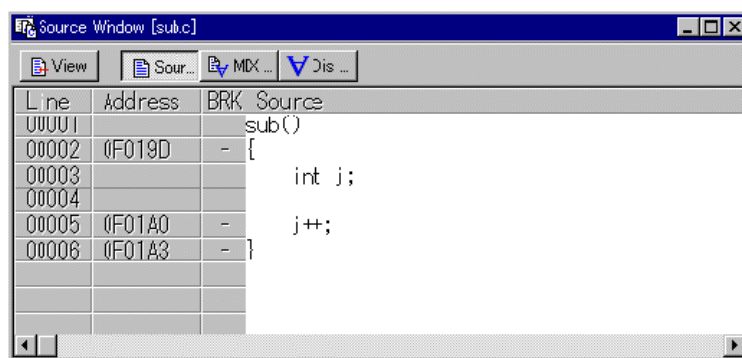 Source Window [sub.c]
View Sour... MIX ... Dis ...
Line Address BRK Source
00001 sub()
00002 0F019D - {
00003 int j;
00004
00005 0F01A0 - j++;
00006 0F01A3 - }